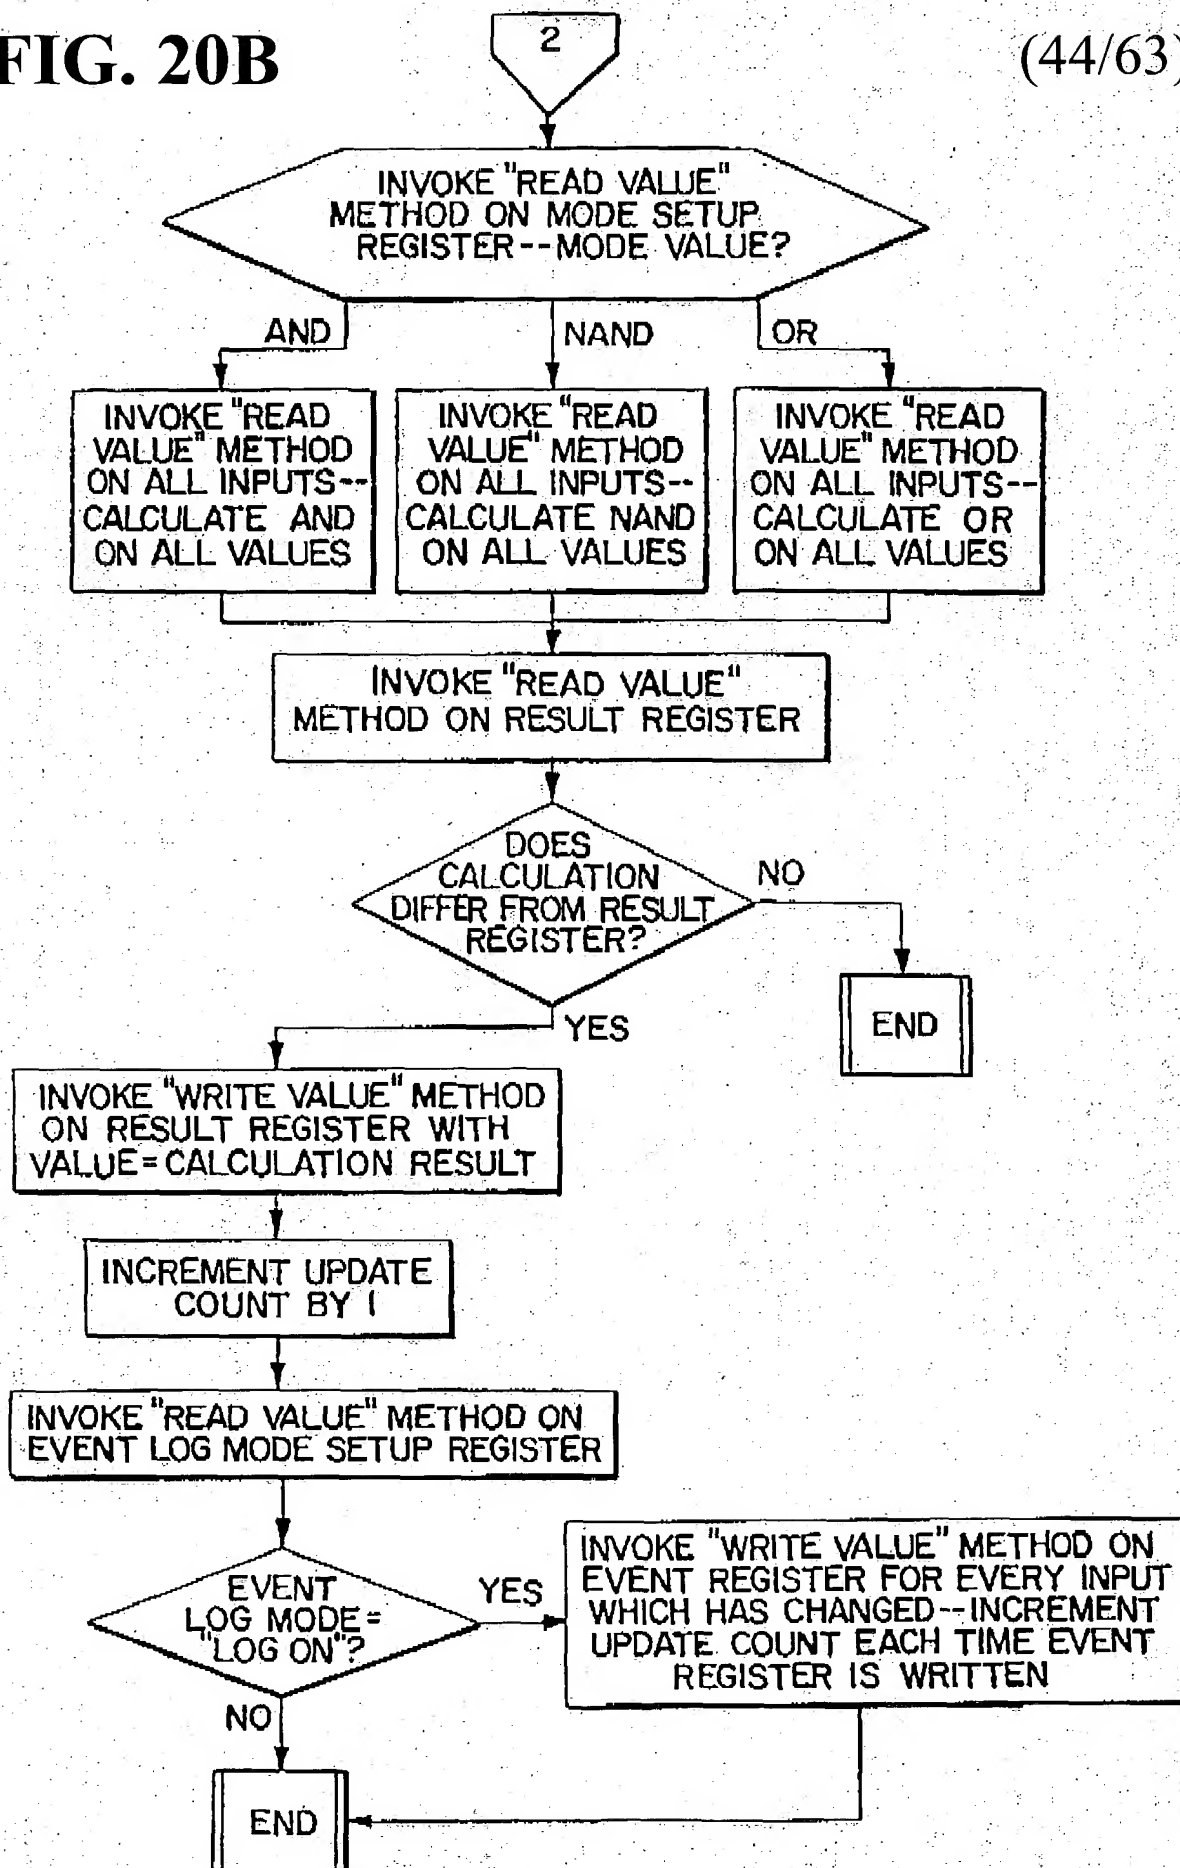 FIG. 20B
(44/63)
2
INVOKE "READ VALUE"
METHOD ON MODE SETUP
REGISTER--MODE VALUE?
AND
NAND
OR
INVOKE "READ
VALUE" METHOD
ON ALL INPUTS--
CALCULATE AND
ON ALL VALUES
INVOKE "READ
VALUE" METHOD
ON ALL INPUTS--
CALCULATE NAND
ON ALL VALUES
INVOKE "READ
VALUE" METHOD
ON ALL INPUTS--
CALCULATE OR
ON ALL VALUES
INVOKE "READ VALUE"
METHOD ON RESULT REGISTER
DOES
CALCULATION
DIFFER FROM RESULT
REGISTER?
NO
END
YES
INVOKE "WRITE VALUE" METHOD
ON RESULT REGISTER WITH
VALUE=CALCULATION RESULT
INCREMENT UPDATE
COUNT BY 1
INVOKE "READ VALUE" METHOD ON
EVENT LOG MODE SETUP REGISTER
EVENT
LOG MODE=
"LOG ON"?
YES
INVOKE "WRITE VALUE" METHOD ON
EVENT REGISTER FOR EVERY INPUT
WHICH HAS CHANGED--INCREMENT
UPDATE COUNT EACH TIME EVENT
REGISTER IS WRITTEN
NO
END